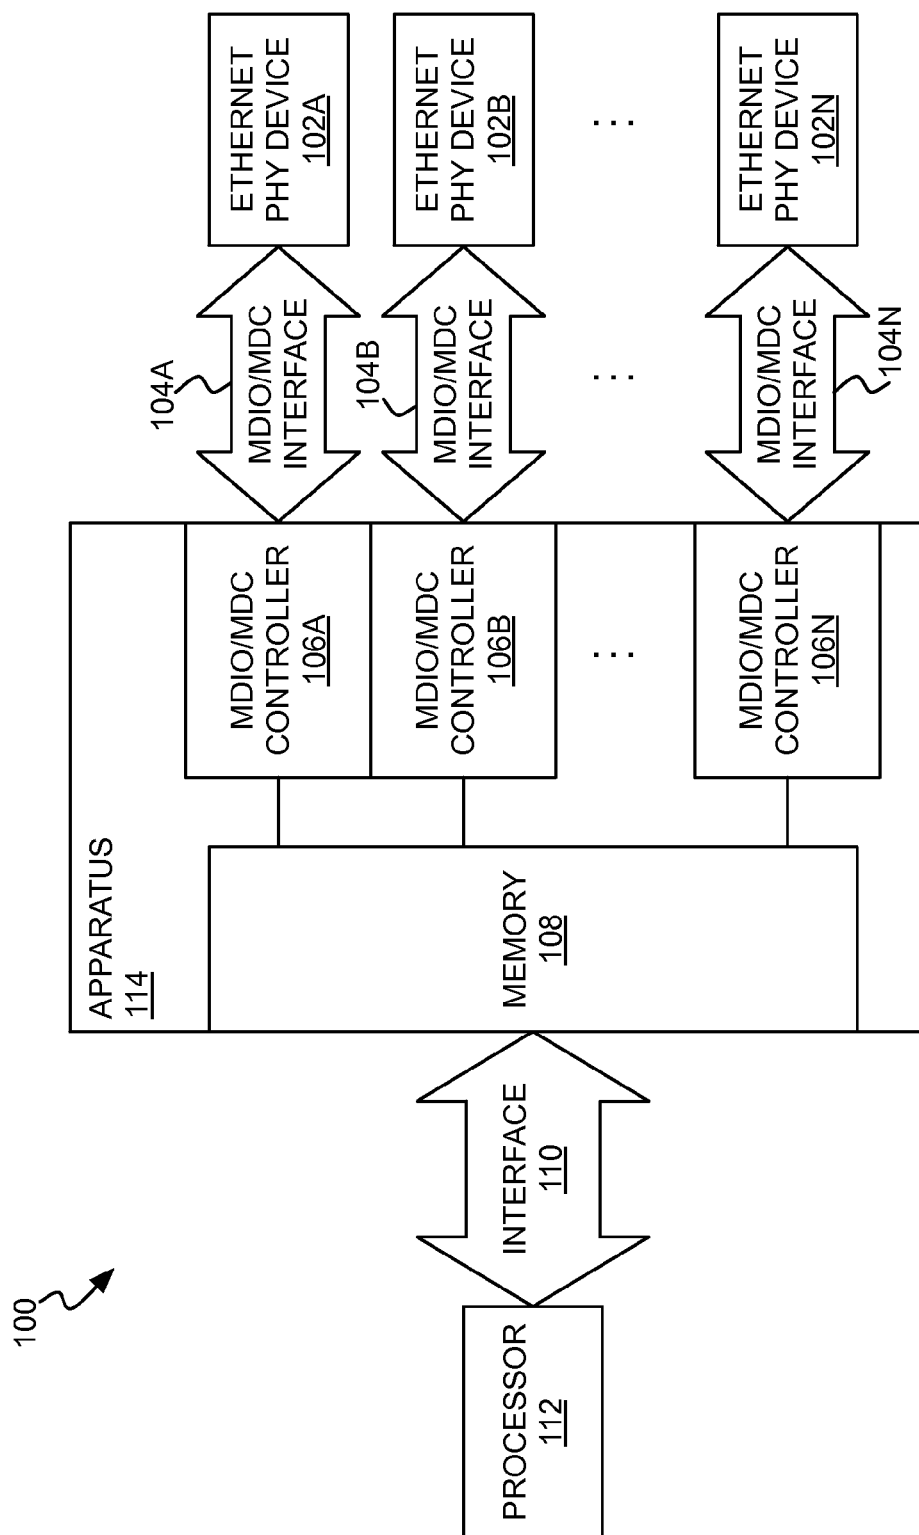 100
PROCESSOR
112
INTERFACE
110
APPARATUS
114
MEMORY
108
MDIO/MDC
CONTROLLER
106A
MDIO/MDC
CONTROLLER
106B
...
MDIO/MDC
CONTROLLER
106N
104A
MDIO/MDC
INTERFACE
104B
MDIO/MDC
INTERFACE
...
MDIO/MDC
INTERFACE
104N
ETHERNET
PHY DEVICE
102A
ETHERNET
PHY DEVICE
102B
...
ETHERNET
PHY DEVICE
102N